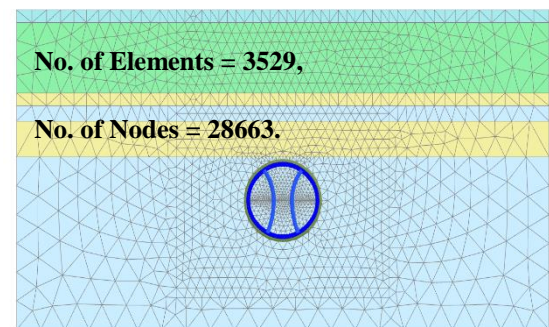 No. of Elements = 3529,
No. of Nodes = 28663.